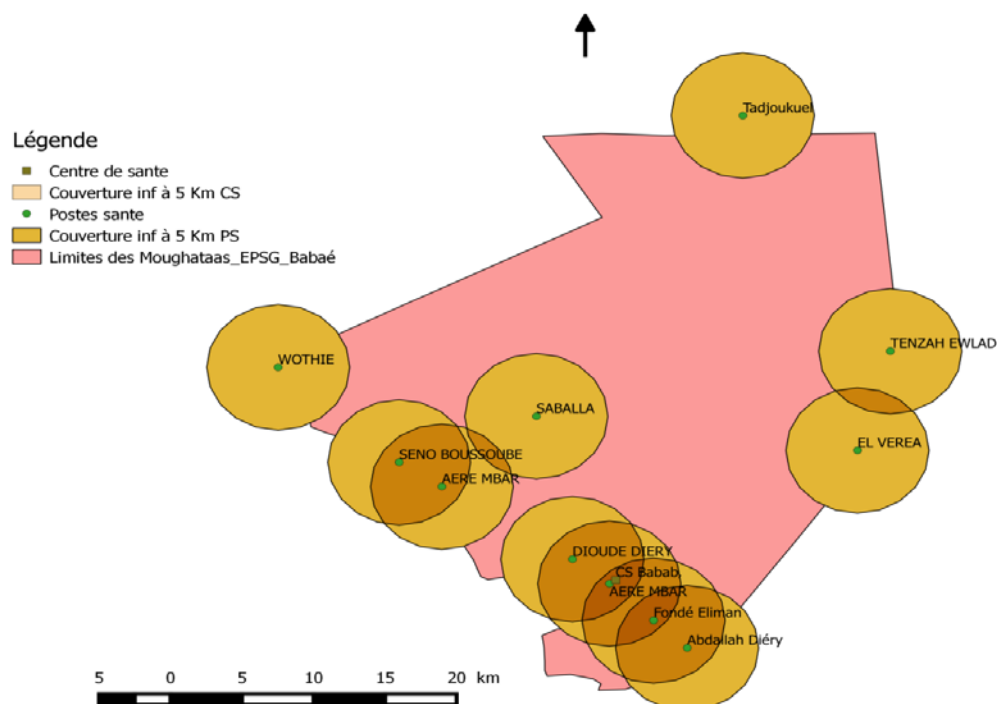 Tadjoukuel
Légende
Centre de sante
Couverture inf à 5 Km CS
Postes sante
Couverture inf à 5 Km PS
Limites des Moughataas_EPSG_Babaé
TENZAH EWLAD
WOTHIE
SABALLA
EL VEREA
SENO BOUSSOUBE
AERE MBAR
DIOUDE DIERY
CS Babab,
AERE MBAR
Fondé Eliman
Abdallah Diéry
5 0 5 10 15 20 km